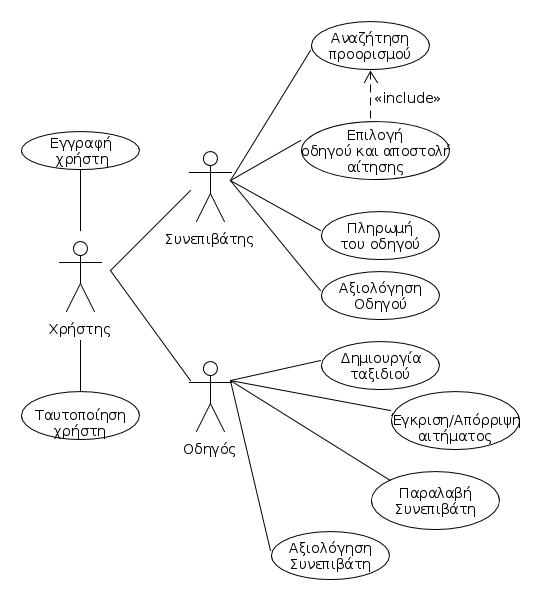 Αναζήτηση
προορισμού
«include»
Εγγραφή
χρήστη
Επιλογή
οδηγού και αποστολή
αίτησης
Συνεπιβάτης
Πληρωμή
του οδηγού
Αξιολόγηση
Οδηγού
Χρήστης
Δημιουργία
ταξιδιού
Ταυτοποίηση
χρήστη
Έγκριση/Απόρριψη
αιτήματος
Οδηγός
Παραλαβή
Συνεπιβάτη
Αξιολόγηση
Συνεπιβάτη